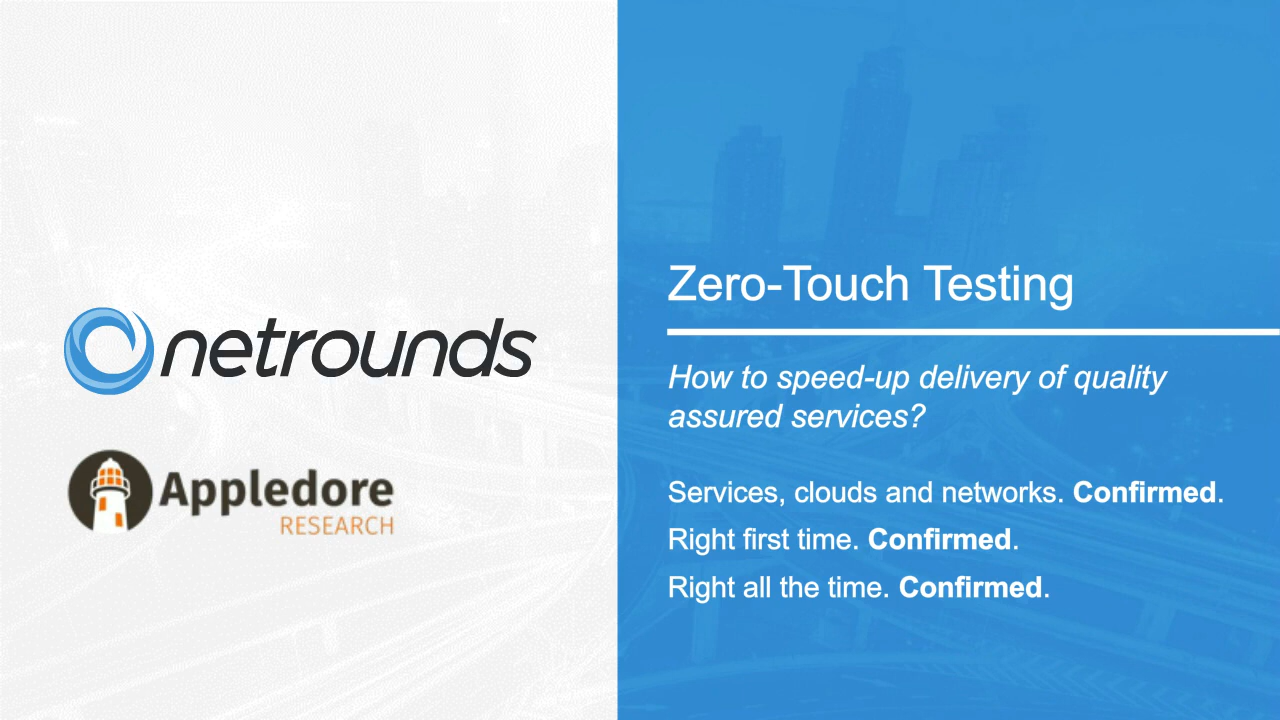 netrounds
Appledore
RESEARCH
Zero-Touch Testing
How to speed-up delivery of quality
assured services?
Services, clouds and networks. Confirmed.
Right first time. Confirmed.
Right all the time. Confirmed.